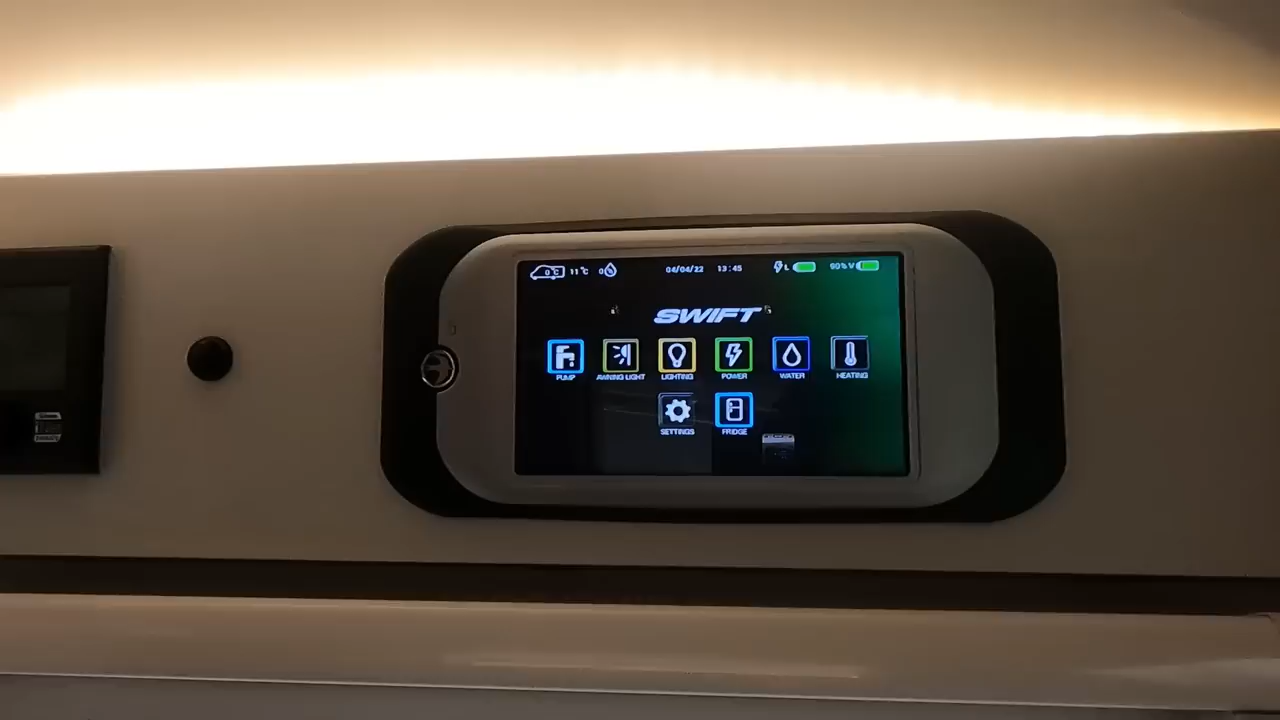 0°C 11°C 0 04/04/22 13:45 L 90% V
SWIFT
PUMP AWNING LIGHT LIGHTING POWER WATER HEATING
SETTINGS FRIDGE